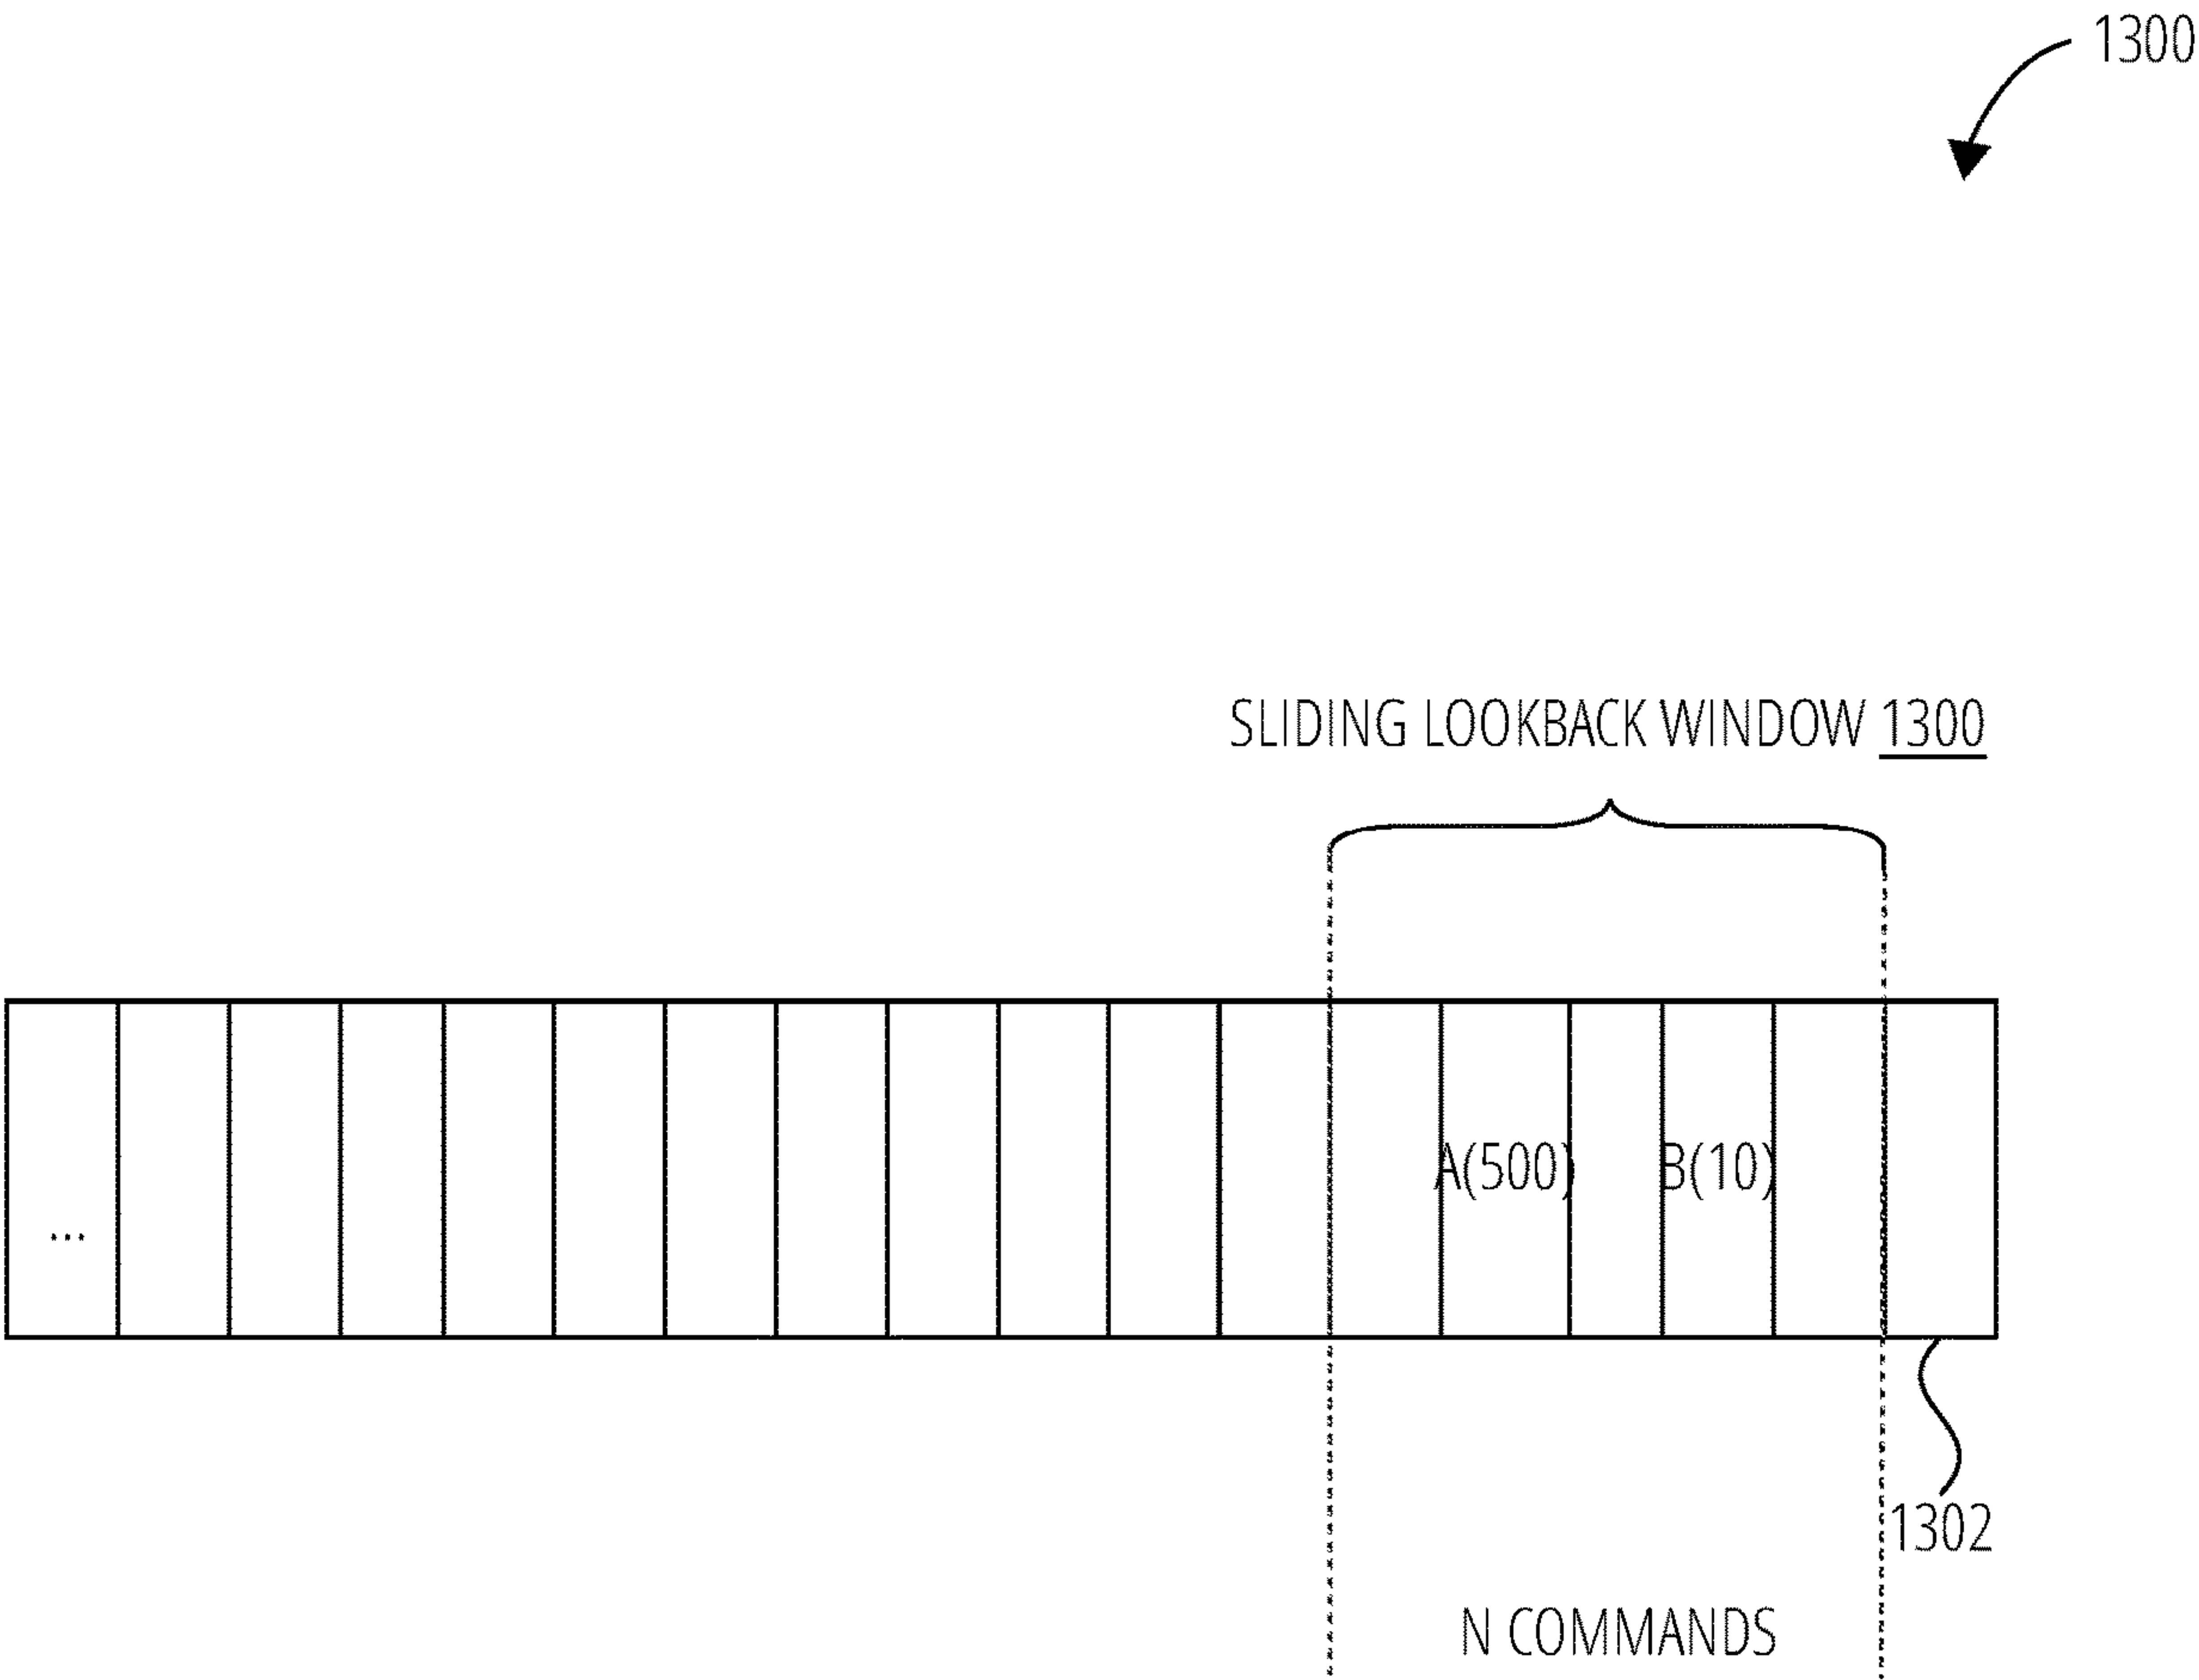 1300
SLIDING LOOKBACK WINDOW 1300
A(500) B(10)
...
1302
N COMMANDS